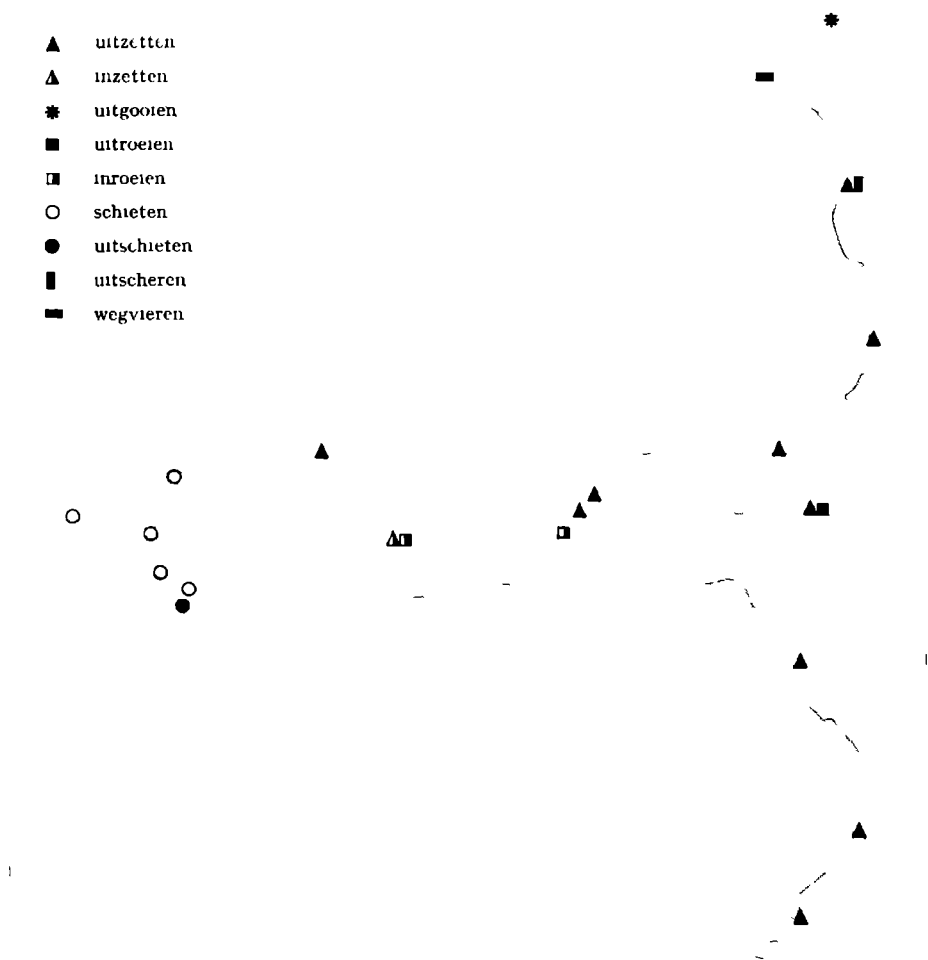 uitzetten
inzetten
uitgooien
uitroeien
inroeien
schieten
uitschieten
uitscheren
wegvieren